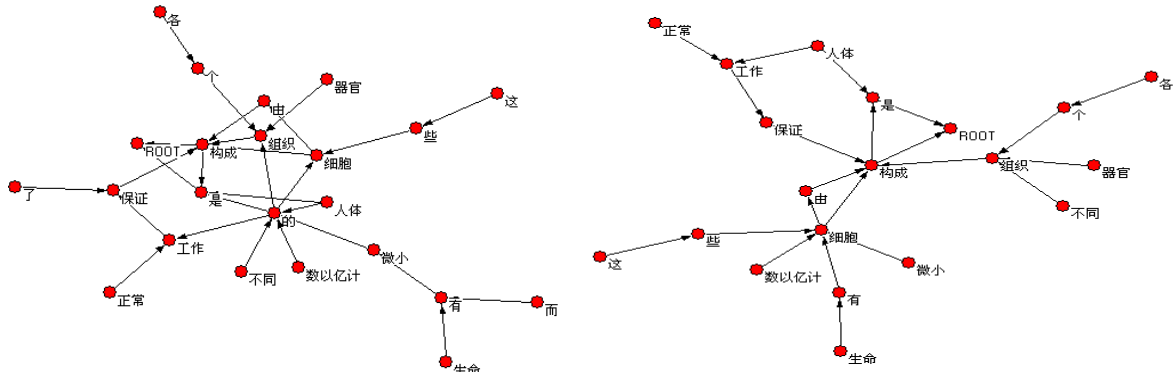 各
个
器官
由
这
些
组织
ROOT
构成
细胞
了
保证
是
人体
的
工作
微小
不同
数以亿计
正常
有
而
生命
正常
人体
工作
各
是
个
保证
ROOT
组织
构成
器官
由
不同
细胞
些
这
数以亿计
微小
有
生命